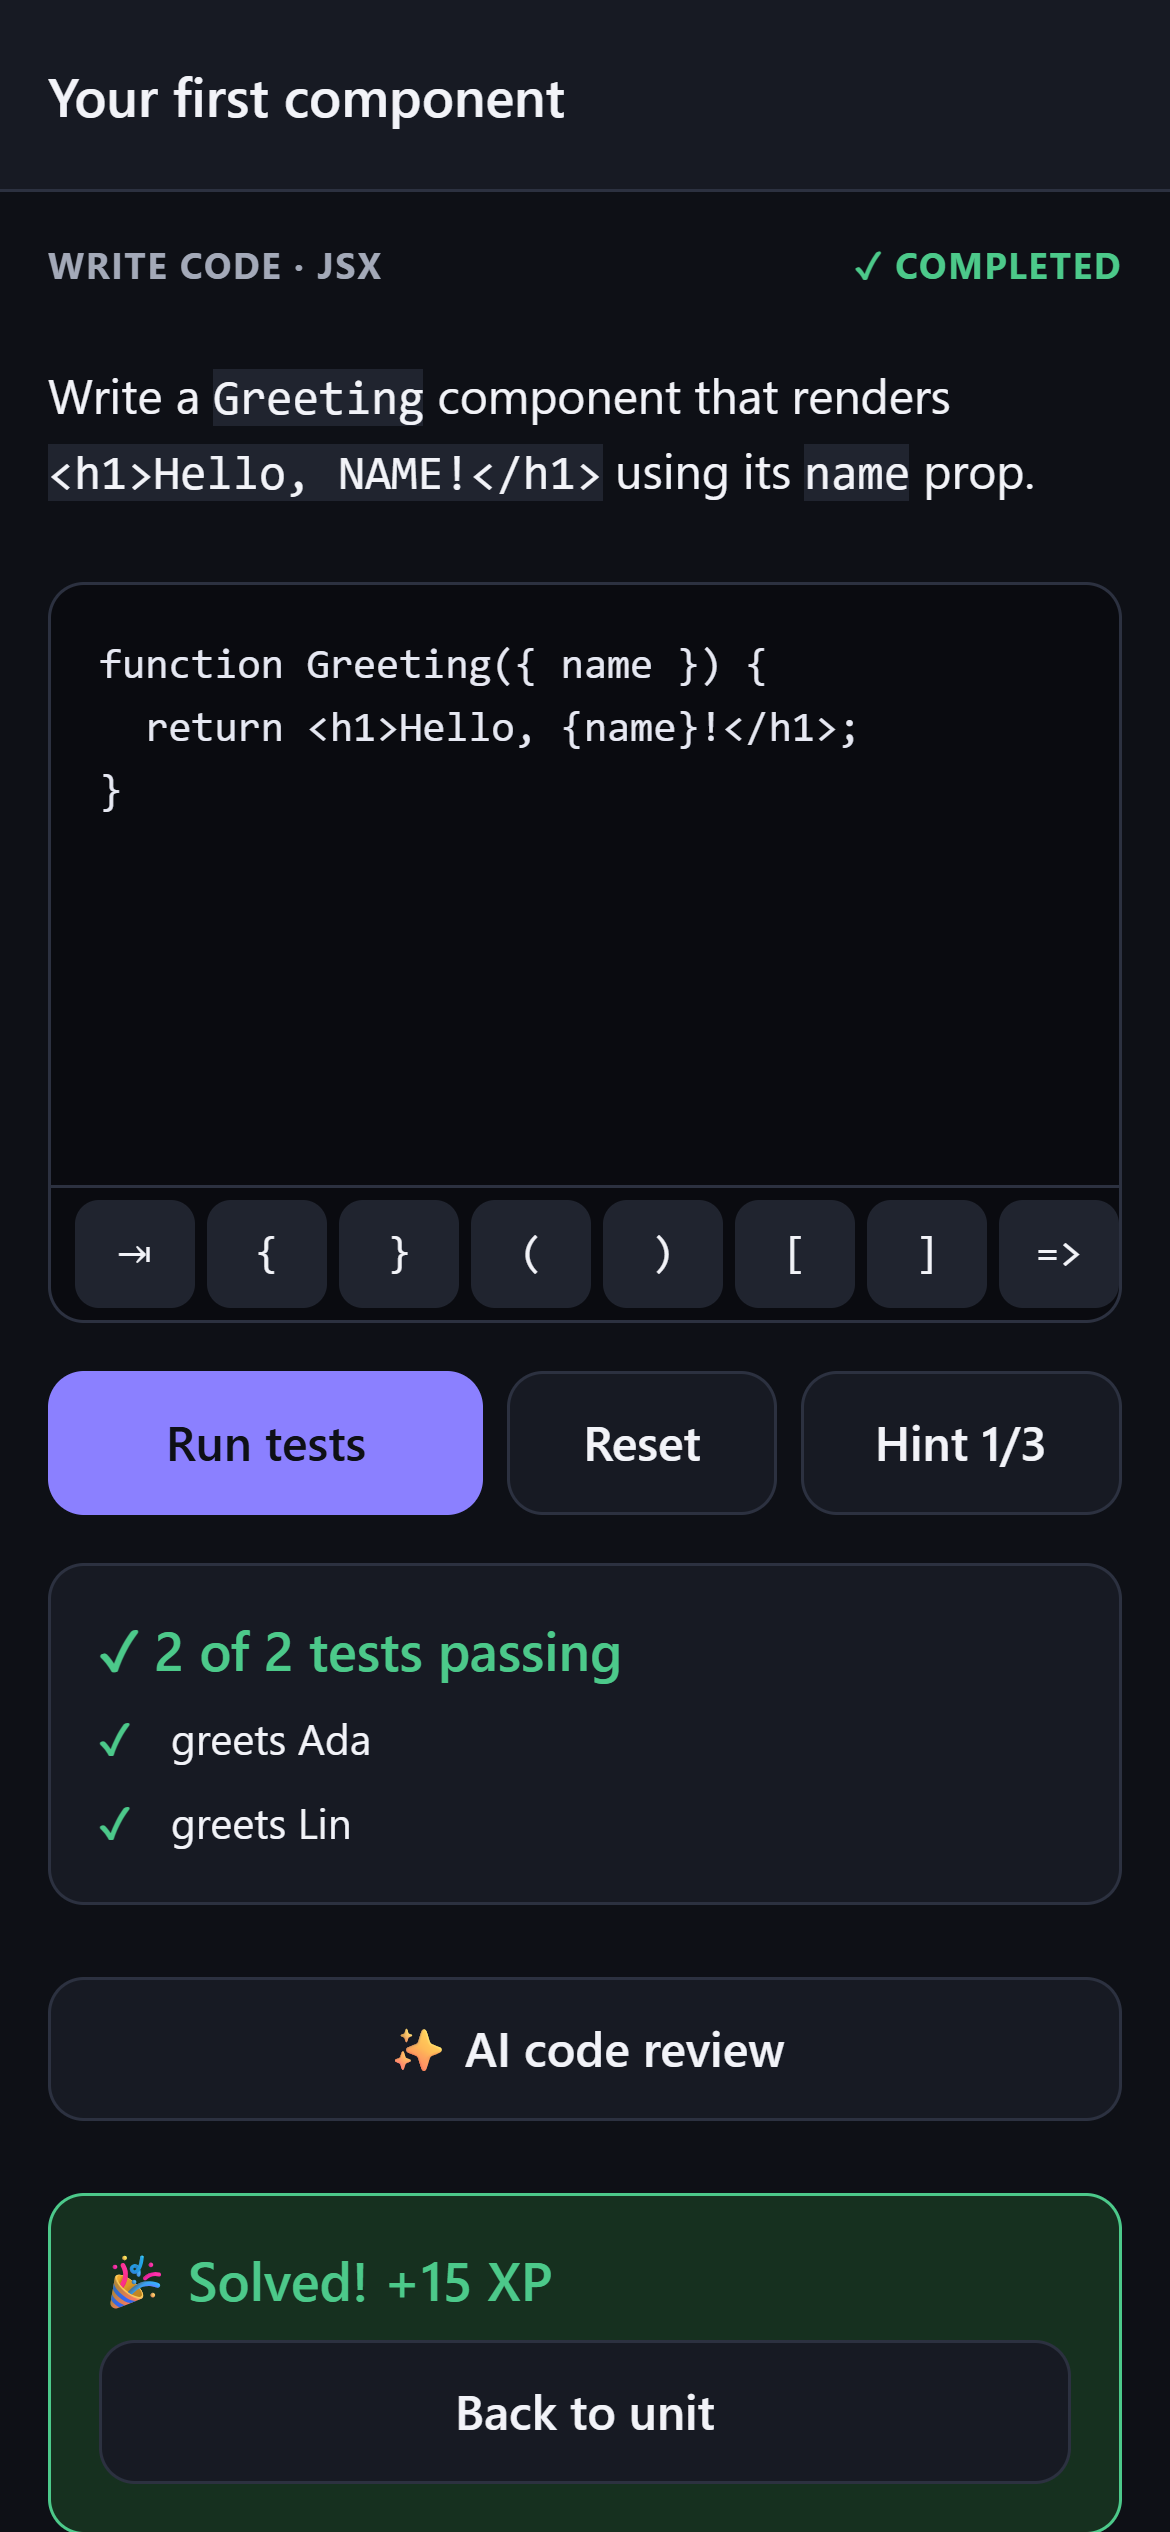 Your first component
WRITE CODE · JSX
✓ COMPLETED
Write a Greeting component that renders
<h1>Hello, NAME!</h1> using its name prop.
function Greeting({ name }) {
  return <h1>Hello, {name}!</h1>;
}
⇥ { } ( ) [ ] =>
Run tests
Reset
Hint 1/3
✓ 2 of 2 tests passing
✓ greets Ada
✓ greets Lin
✨ AI code review
🎉 Solved! +15 XP
Back to unit